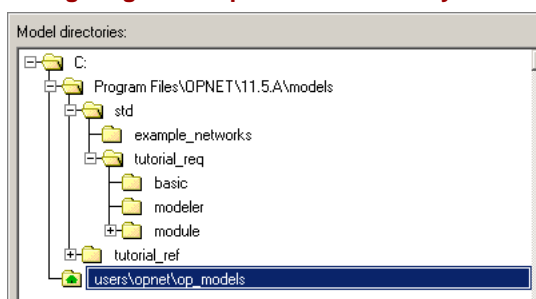 Model directories:
C:
Program Files\OPNET\11.5.A\models
std
example_networks
tutorial_req
basic
modeler
module
tutorial_ref
users\opnet\op_models